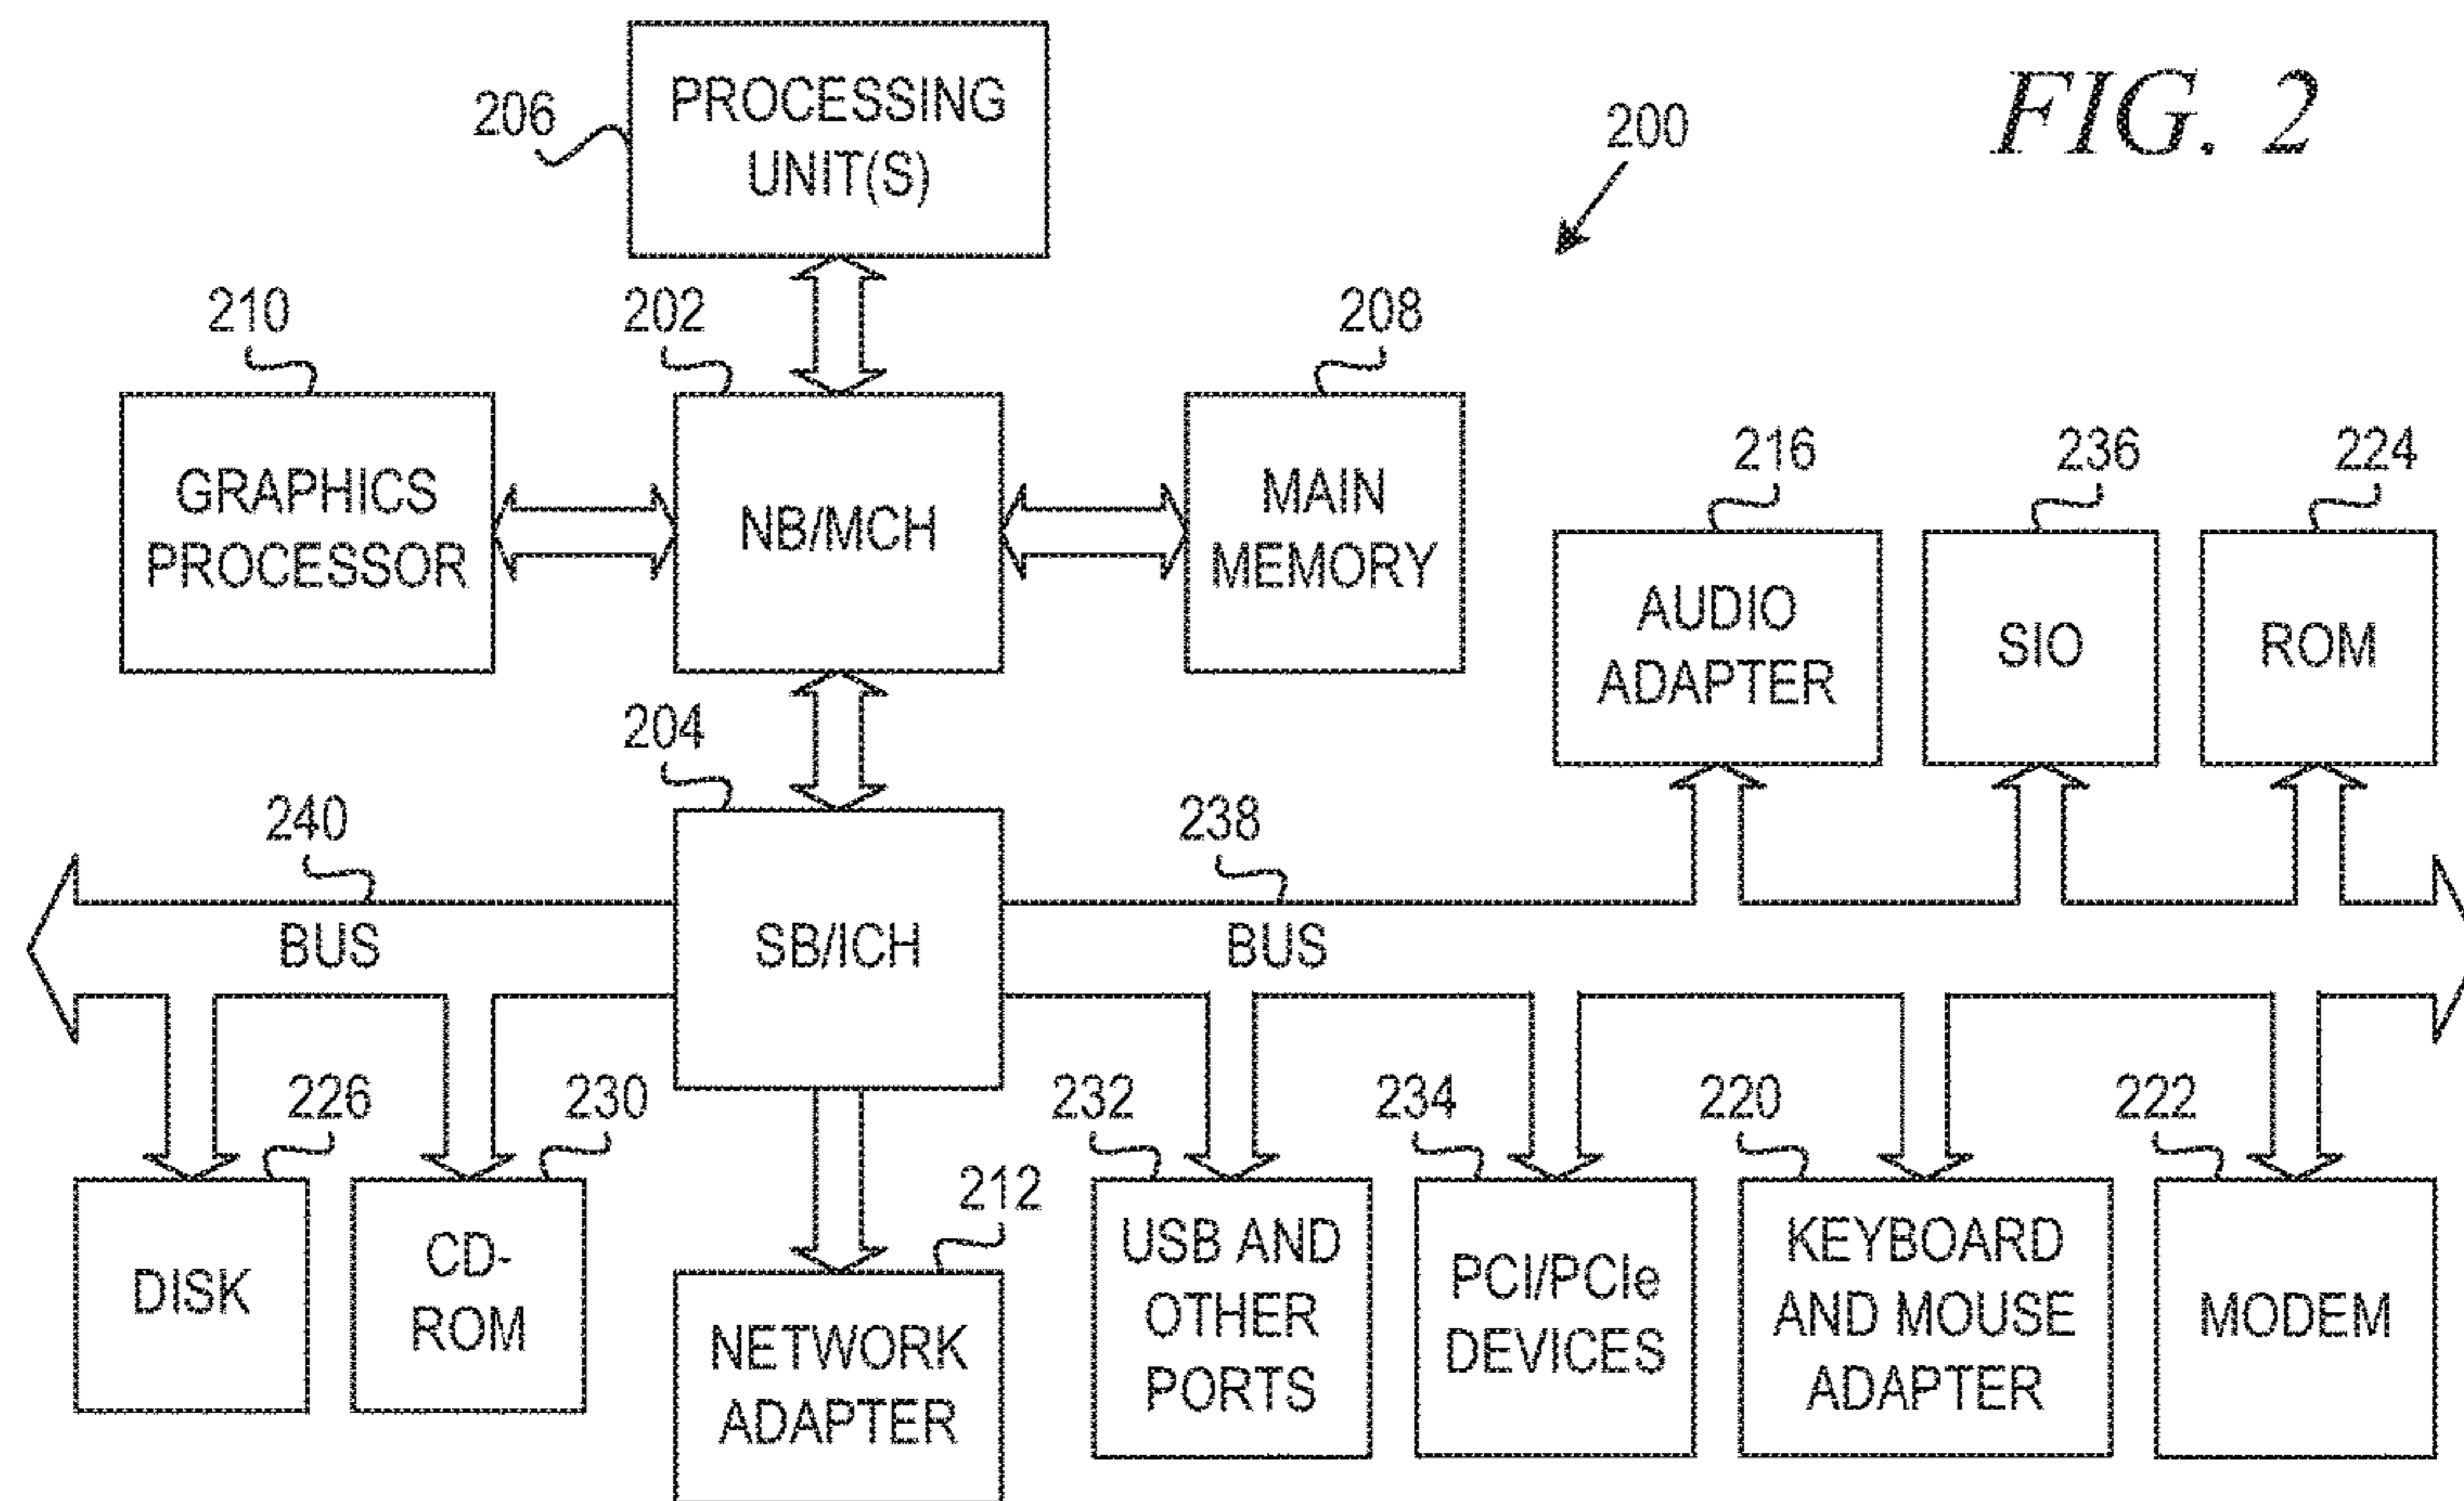 FIG. 2
200
206
PROCESSING
UNIT(S)
210
202
208
GRAPHICS
PROCESSOR
NB/MCH
MAIN
MEMORY
216
236
224
AUDIO
ADAPTER
SIO
ROM
204
240
238
BUS
SB/ICH
BUS
226
230
232
234
220
222
212
DISK
CD-
ROM
NETWORK
ADAPTER
USB AND
OTHER
PORTS
PCI/PCIe
DEVICES
KEYBOARD
AND MOUSE
ADAPTER
MODEM